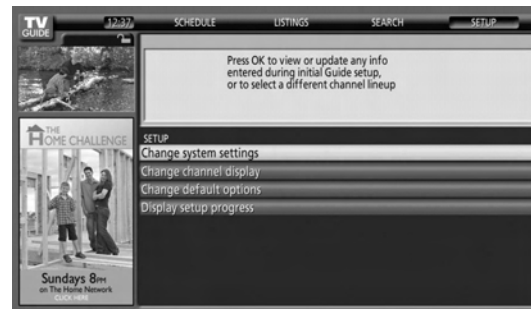 TV
GUIDE
12:37
SCHEDULE
LISTINGS
SEARCH
SETUP
Press OK to view or update any info
entered during initial Guide setup,
or to select a different channel lineup
THE
HOME CHALLENGE
Sundays 8PM
on The Home Network
CLICK HERE
SETUP
Change system settings
Change channel display
Change default options
Display setup progress